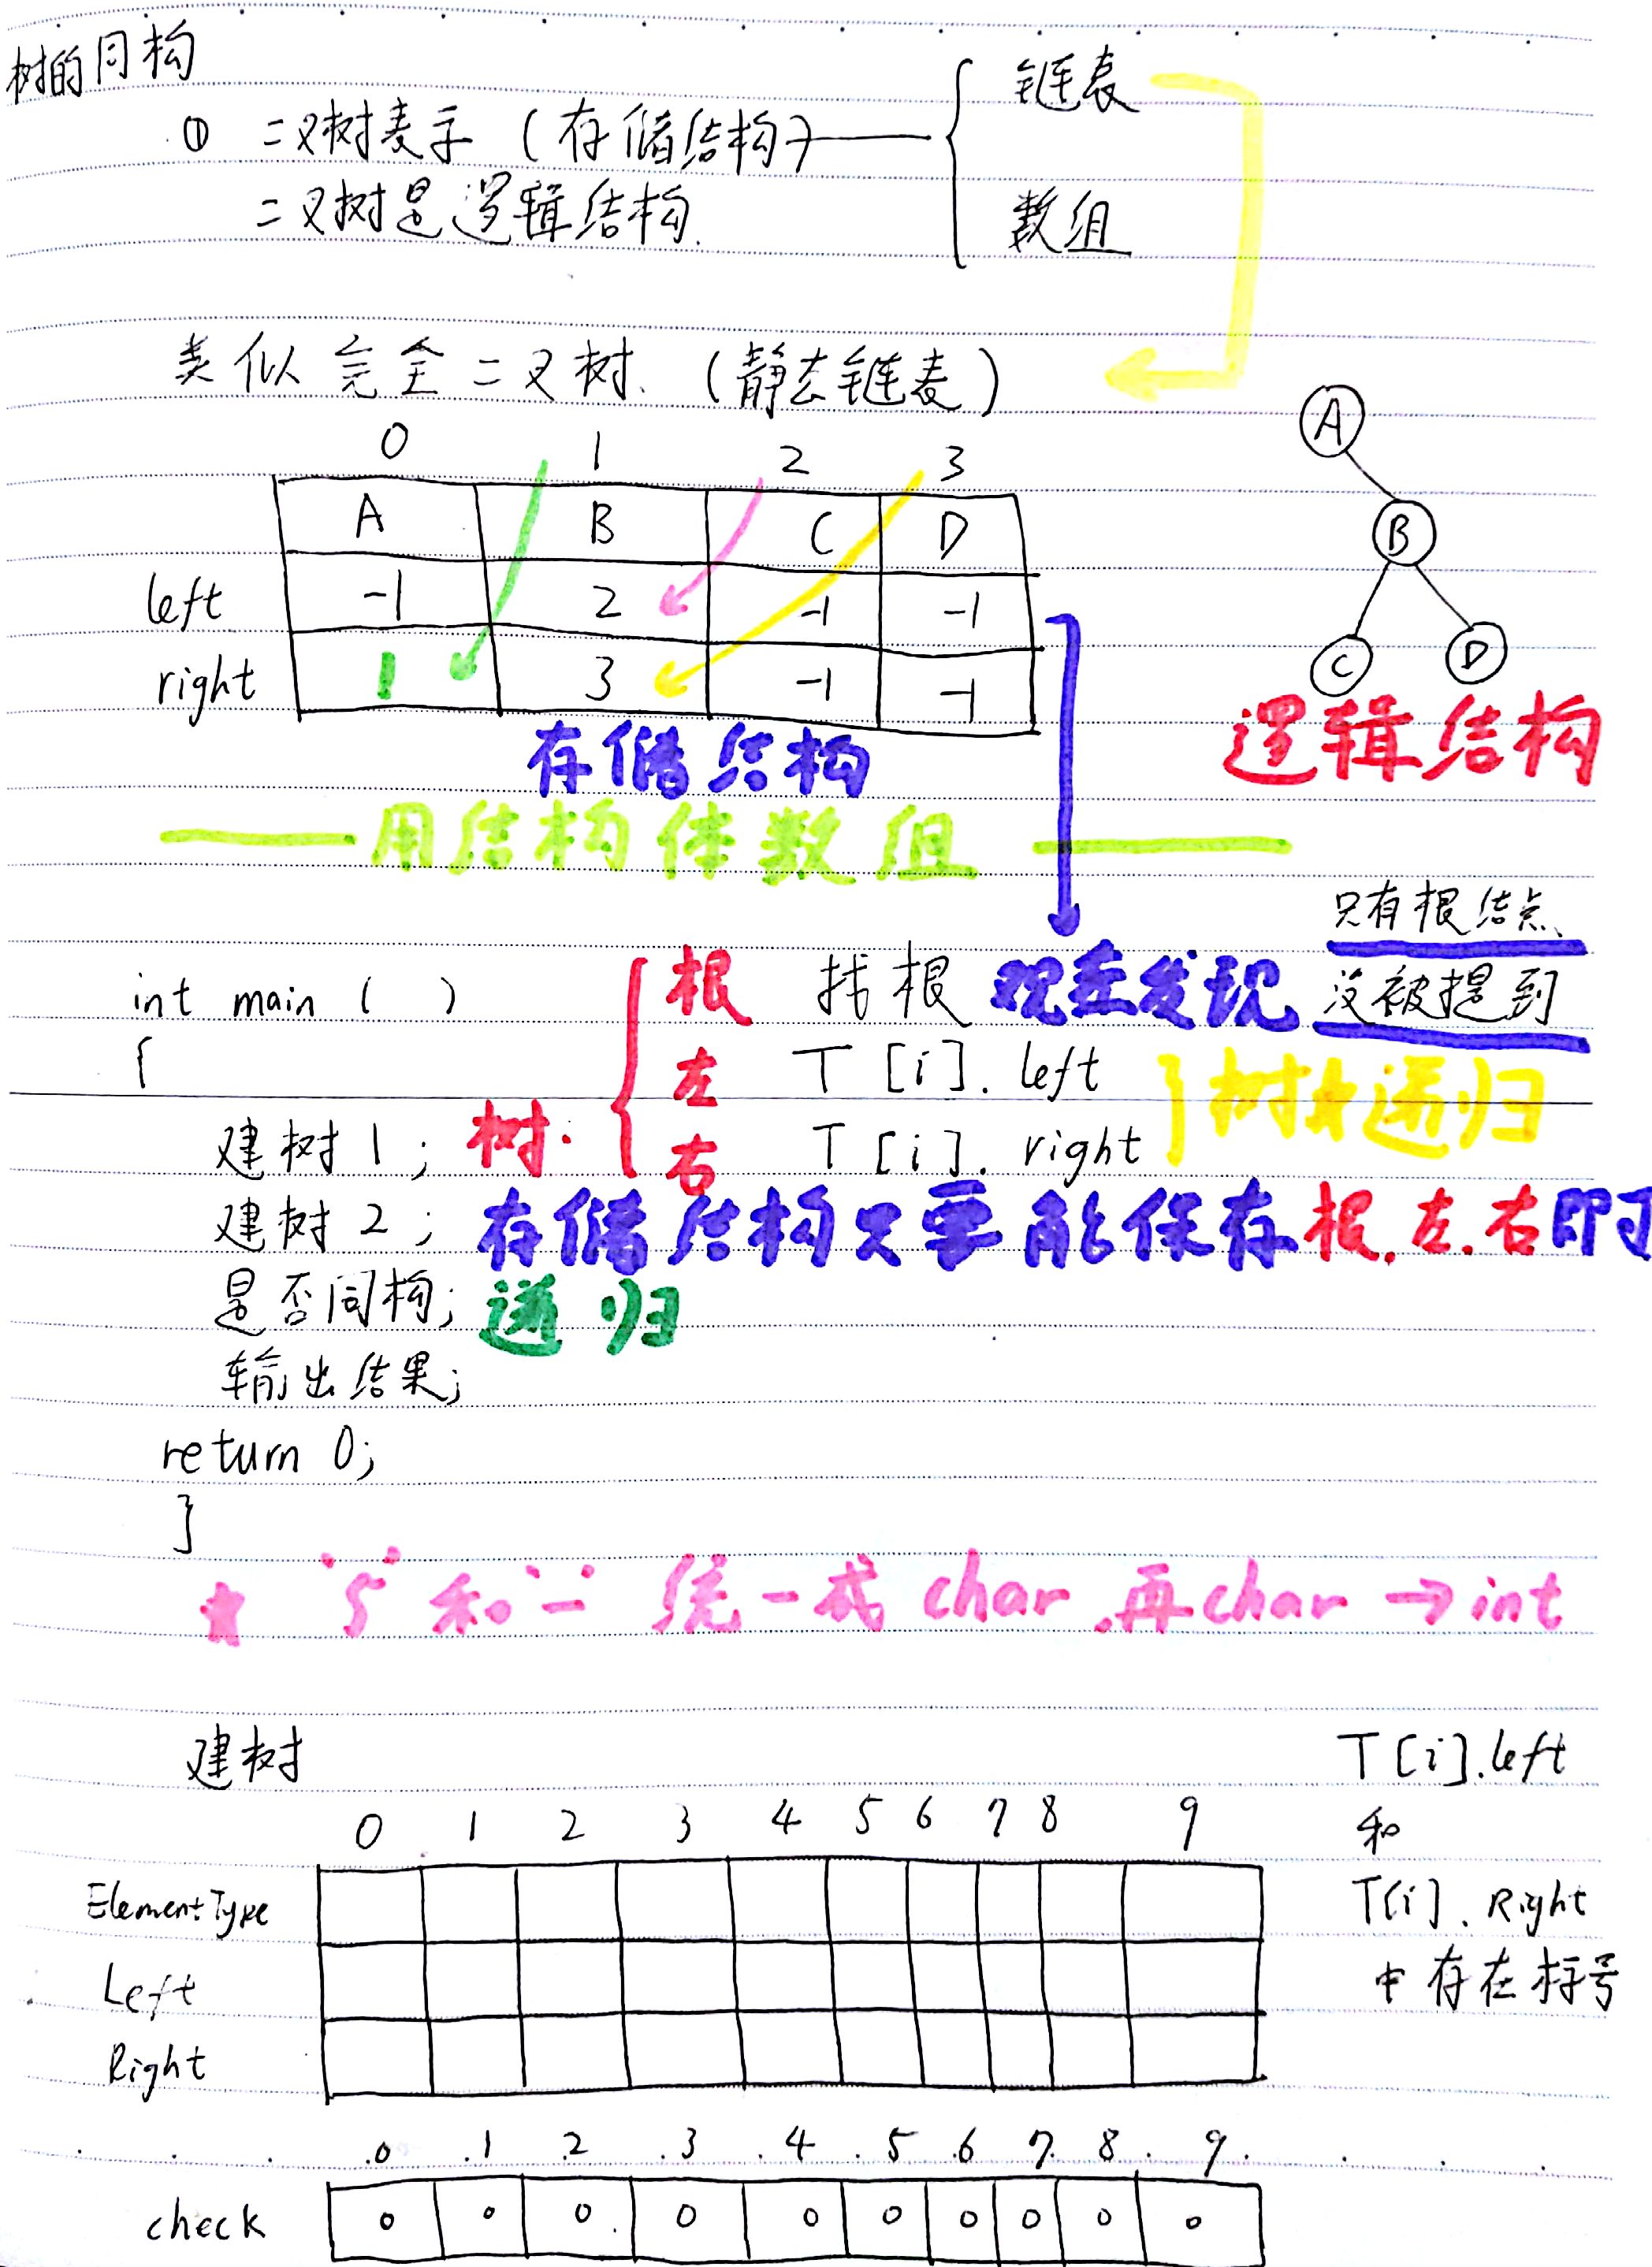 树的同构
① 二叉树表示 (存储结构)
链表
二叉树是逻辑结构.
数组
类似完全二叉树. (静态链表)
0 1 2 3
A B C D
left -1 2 -1 -1
right 1 3 -1 -1
A
B
C D
存储结构
逻辑结构
用结构体数组
只有根结点
没被提到
int main ( )
根 找根 观查发现
{
左 T [i]. left
建树1; 树:
右 T [i]. right
} 树 递归
建树2; 存储结构只要能保存根.左.右即可
是否同构; 递归
输出结果;
return 0;
}
★ '5' 和 '-' 统一成 char,再char → int
建树
T[i].left
和
T[i]. Right
中存在标号
0 1 2 3 4 5 6 7 8 9
ElementType
Left
Right
0 1 2 3 4 5 6 7 8 9
check 0 0 0 0 0 0 0 0 0 0